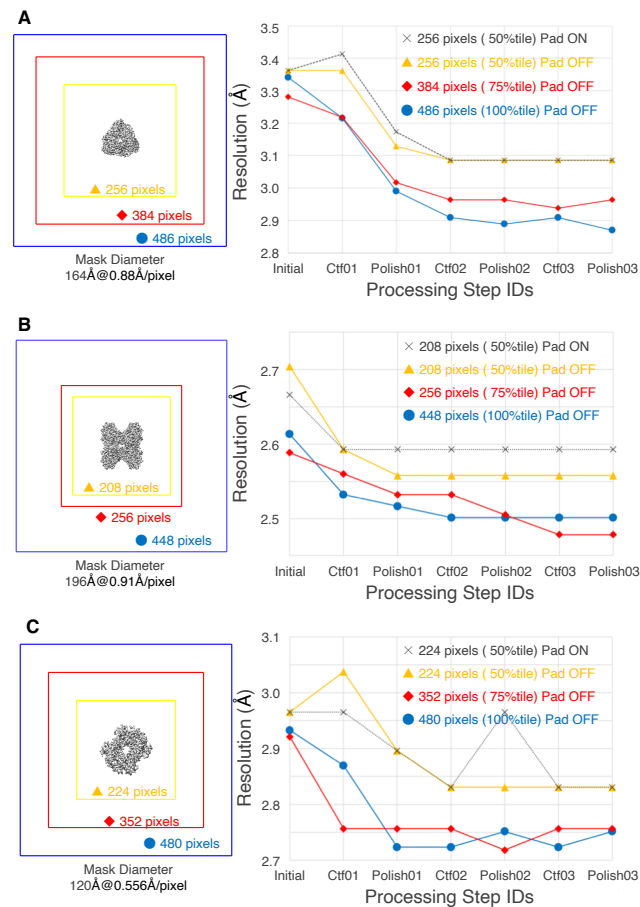 A
256 pixels
384 pixels
486 pixels
Mask Diameter
164Å@0.88Å/pixel
Resolution (Å)
3.5
3.4
3.3
3.2
3.1
3.0
2.9
2.8
256 pixels ( 50%tile) Pad ON
256 pixels ( 50%tile) Pad OFF
384 pixels ( 75%tile) Pad OFF
486 pixels (100%tile) Pad OFF
Initial Ctf01 Polish01 Ctf02 Polish02 Ctf03 Polish03
Processing Step IDs
B
208 pixels
256 pixels
448 pixels
Mask Diameter
196Å@0.91Å/pixel
Resolution (Å)
2.7
2.6
2.5
208 pixels ( 50%tile) Pad ON
208 pixels ( 50%tile) Pad OFF
256 pixels ( 75%tile) Pad OFF
448 pixels (100%tile) Pad OFF
Initial Ctf01 Polish01 Ctf02 Polish02 Ctf03 Polish03
Processing Step IDs
C
224 pixels
352 pixels
480 pixels
Mask Diameter
120Å@0.556Å/pixel
Resolution (Å)
3.1
3.0
2.9
2.8
2.7
224 pixels ( 50%tile) Pad ON
224 pixels ( 50%tile) Pad OFF
352 pixels ( 75%tile) Pad OFF
480 pixels (100%tile) Pad OFF
Initial Ctf01 Polish01 Ctf02 Polish02 Ctf03 Polish03
Processing Step IDs